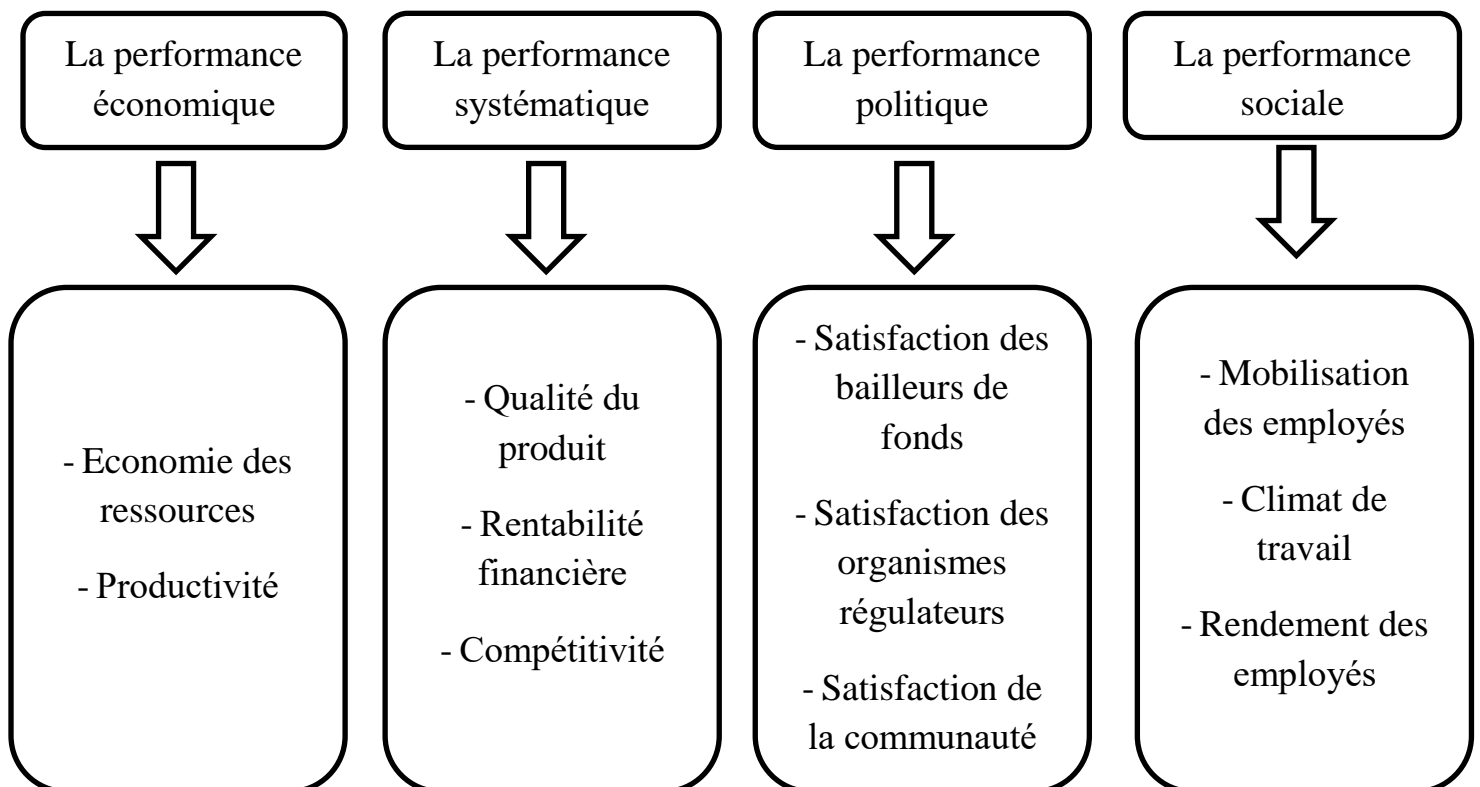 La performance
économique
La performance
systématique
La performance
politique
La performance
sociale
- Economie des
ressources
- Productivité
- Qualité du
produit
- Rentabilité
financière
- Compétitivité
- Satisfaction des
bailleurs de
fonds
- Satisfaction des
organismes
régulateurs
- Satisfaction de
la communauté
- Mobilisation
des employés
- Climat de
travail
- Rendement des
employés